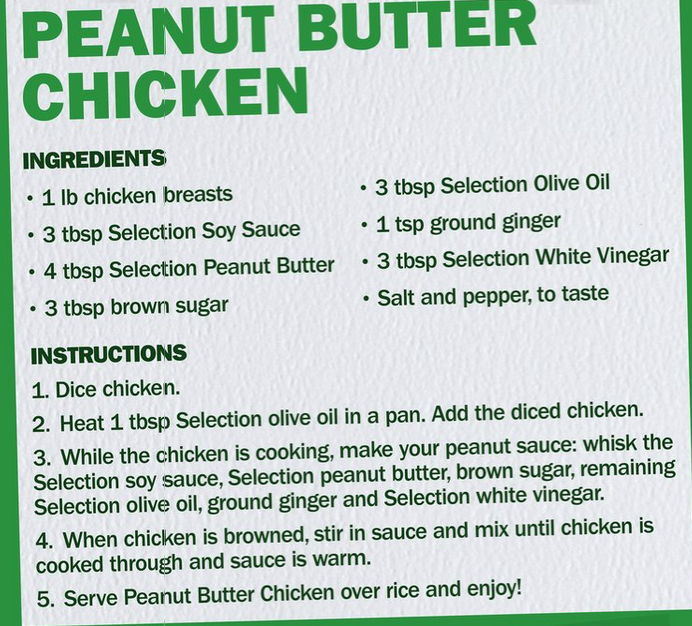 PEANUT BUTTER
CHICKEN
INGREDIENTS
• 1 lb chicken breasts
• 3 tbsp Selection Soy Sauce
• 4 tbsp Selection Peanut Butter
• 3 tbsp brown sugar
• 3 tbsp Selection Olive Oil
• 1 tsp ground ginger
• 3 tbsp Selection White Vinegar
• Salt and pepper, to taste
INSTRUCTIONS
1. Dice chicken.
2. Heat 1 tbsp Selection olive oil in a pan. Add the diced chicken.
3. While the chicken is cooking, make your peanut sauce: whisk the
Selection soy sauce, Selection peanut butter, brown sugar, remaining
Selection olive oil, ground ginger and Selection white vinegar.
4. When chicken is browned, stir in sauce and mix until chicken is
cooked through and sauce is warm.
5. Serve Peanut Butter Chicken over rice and enjoy!